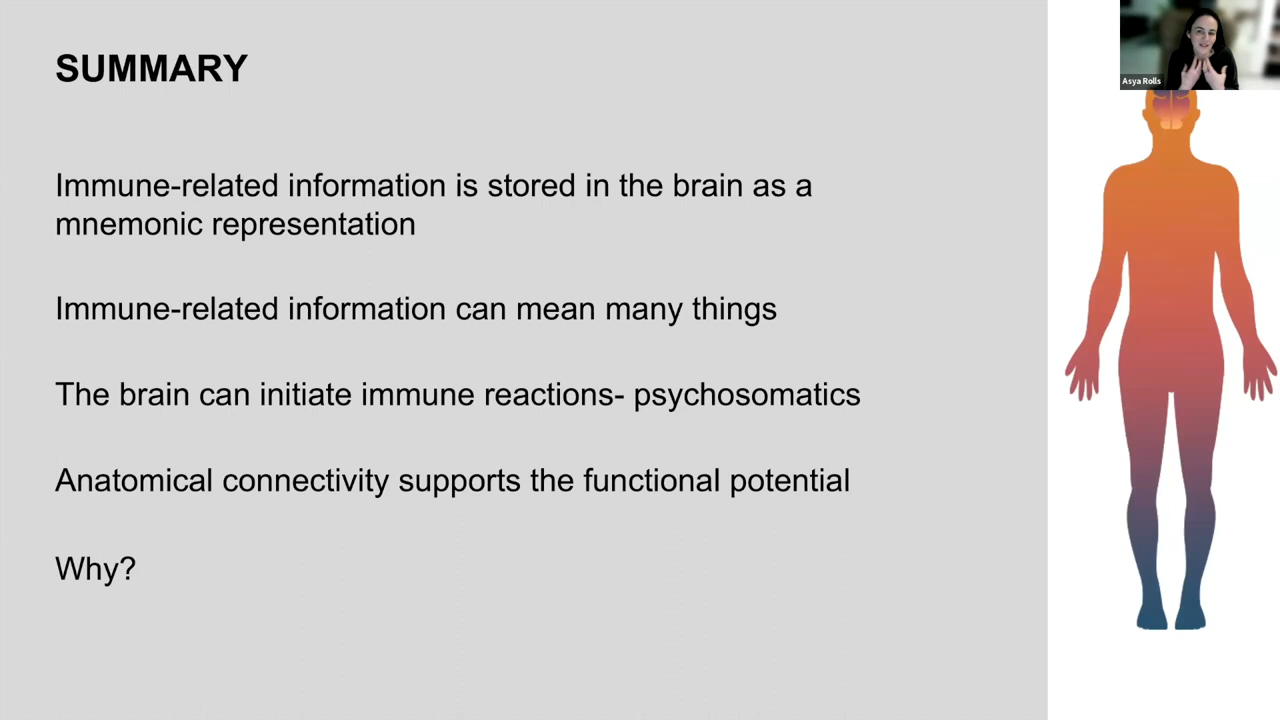 SUMMARY
Immune-related information is stored in the brain as a
mnemonic representation
Immune-related information can mean many things
The brain can initiate immune reactions- psychosomatics
Anatomical connectivity supports the functional potential
Why?
Asya Rolls